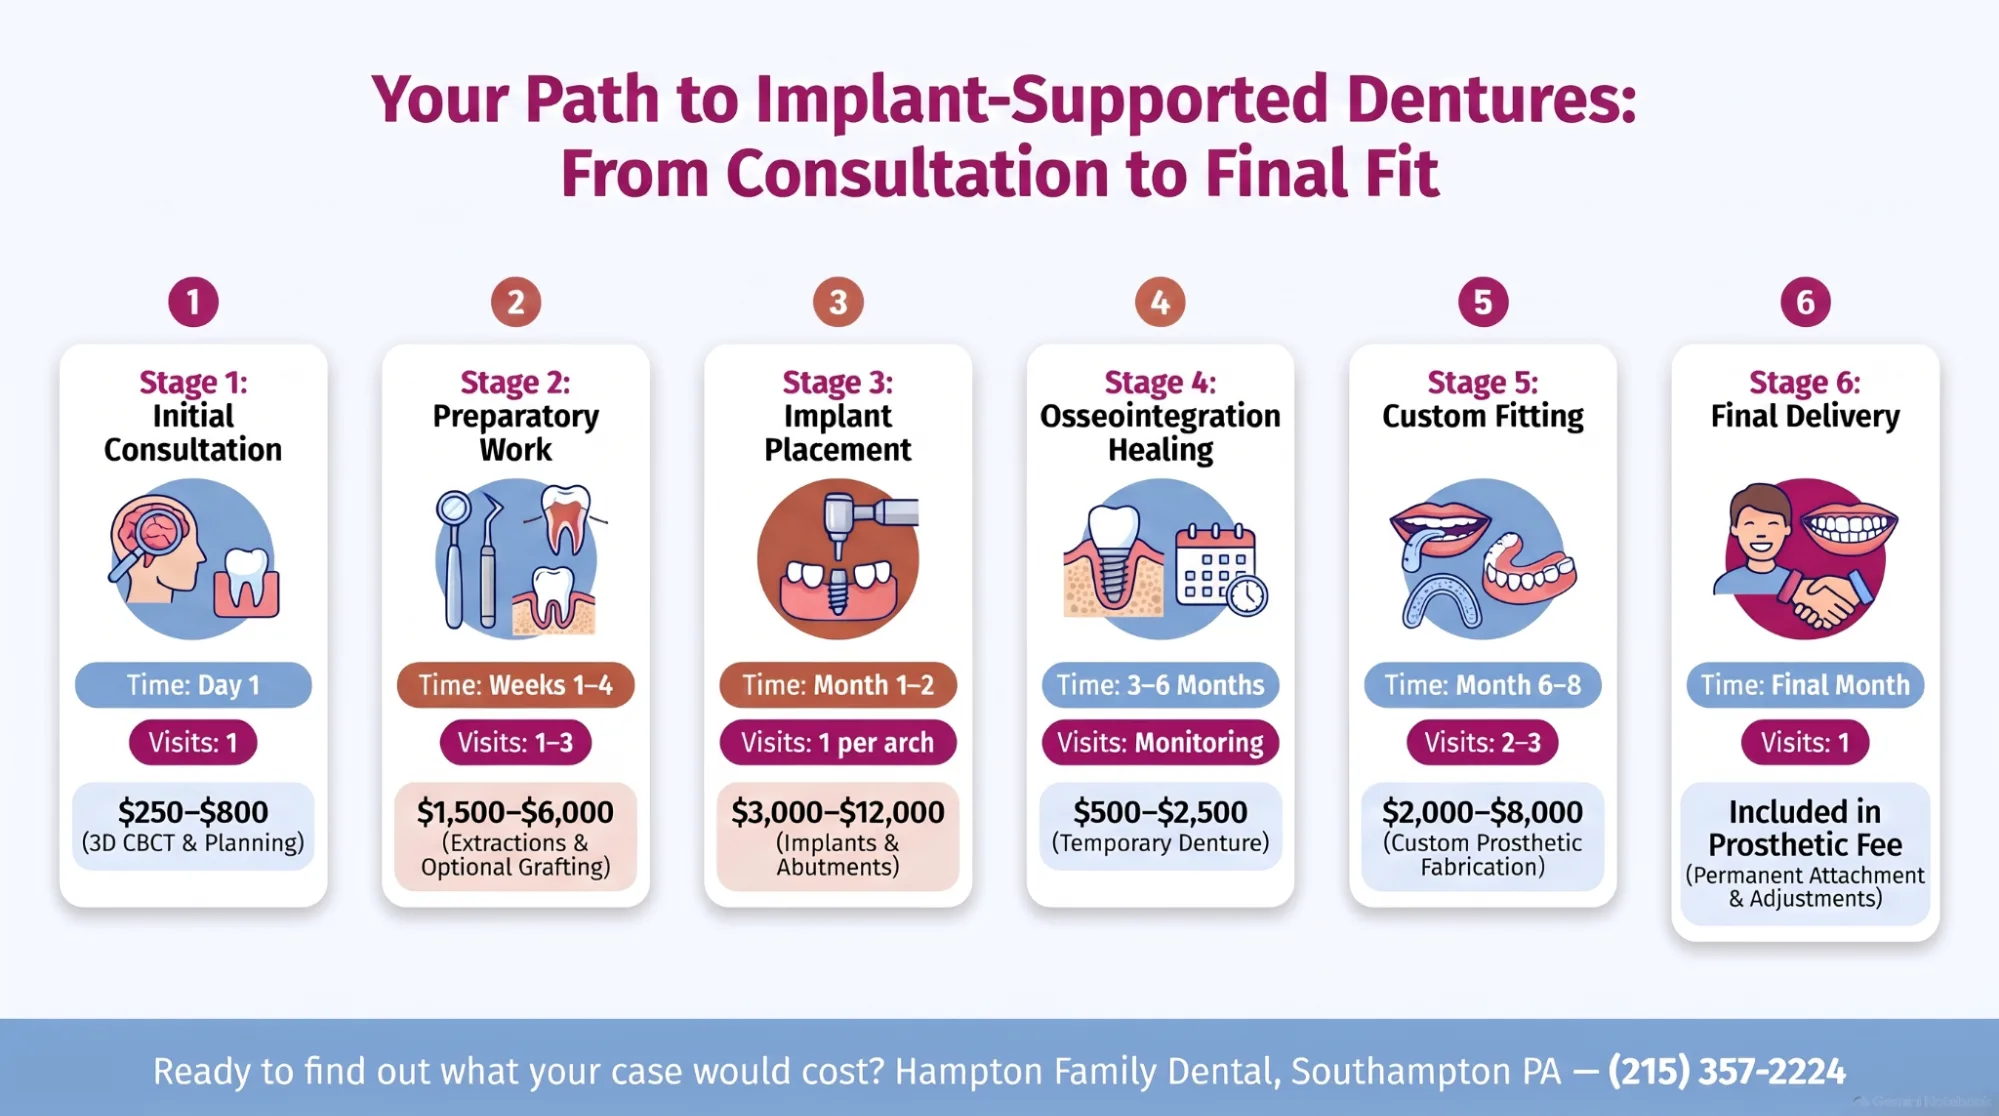 Your Path to Implant-Supported Dentures:
From Consultation to Final Fit
1
Stage 1:
Initial
Consultation
Time: Day 1
Visits: 1
$250–$800
(3D CBCT & Planning)
2
Stage 2:
Preparatory
Work
Time: Weeks 1–4
Visits: 1–3
$1,500–$6,000
(Extractions &
Optional Grafting)
3
Stage 3:
Implant
Placement
Time: Month 1–2
Visits: 1 per arch
$3,000–$12,000
(Implants &
Abutments)
4
Stage 4:
Osseointegration
Healing
Time: 3–6 Months
Visits: Monitoring
$500–$2,500
(Temporary Denture)
5
Stage 5:
Custom Fitting
Time: Month 6–8
Visits: 2–3
$2,000–$8,000
(Custom Prosthetic
Fabrication)
6
Stage 6:
Final Delivery
Time: Final Month
Visits: 1
Included in
Prosthetic Fee
(Permanent Attachment
& Adjustments)
Ready to find out what your case would cost? Hampton Family Dental, Southampton PA — (215) 357-2224
Gemini Notebook